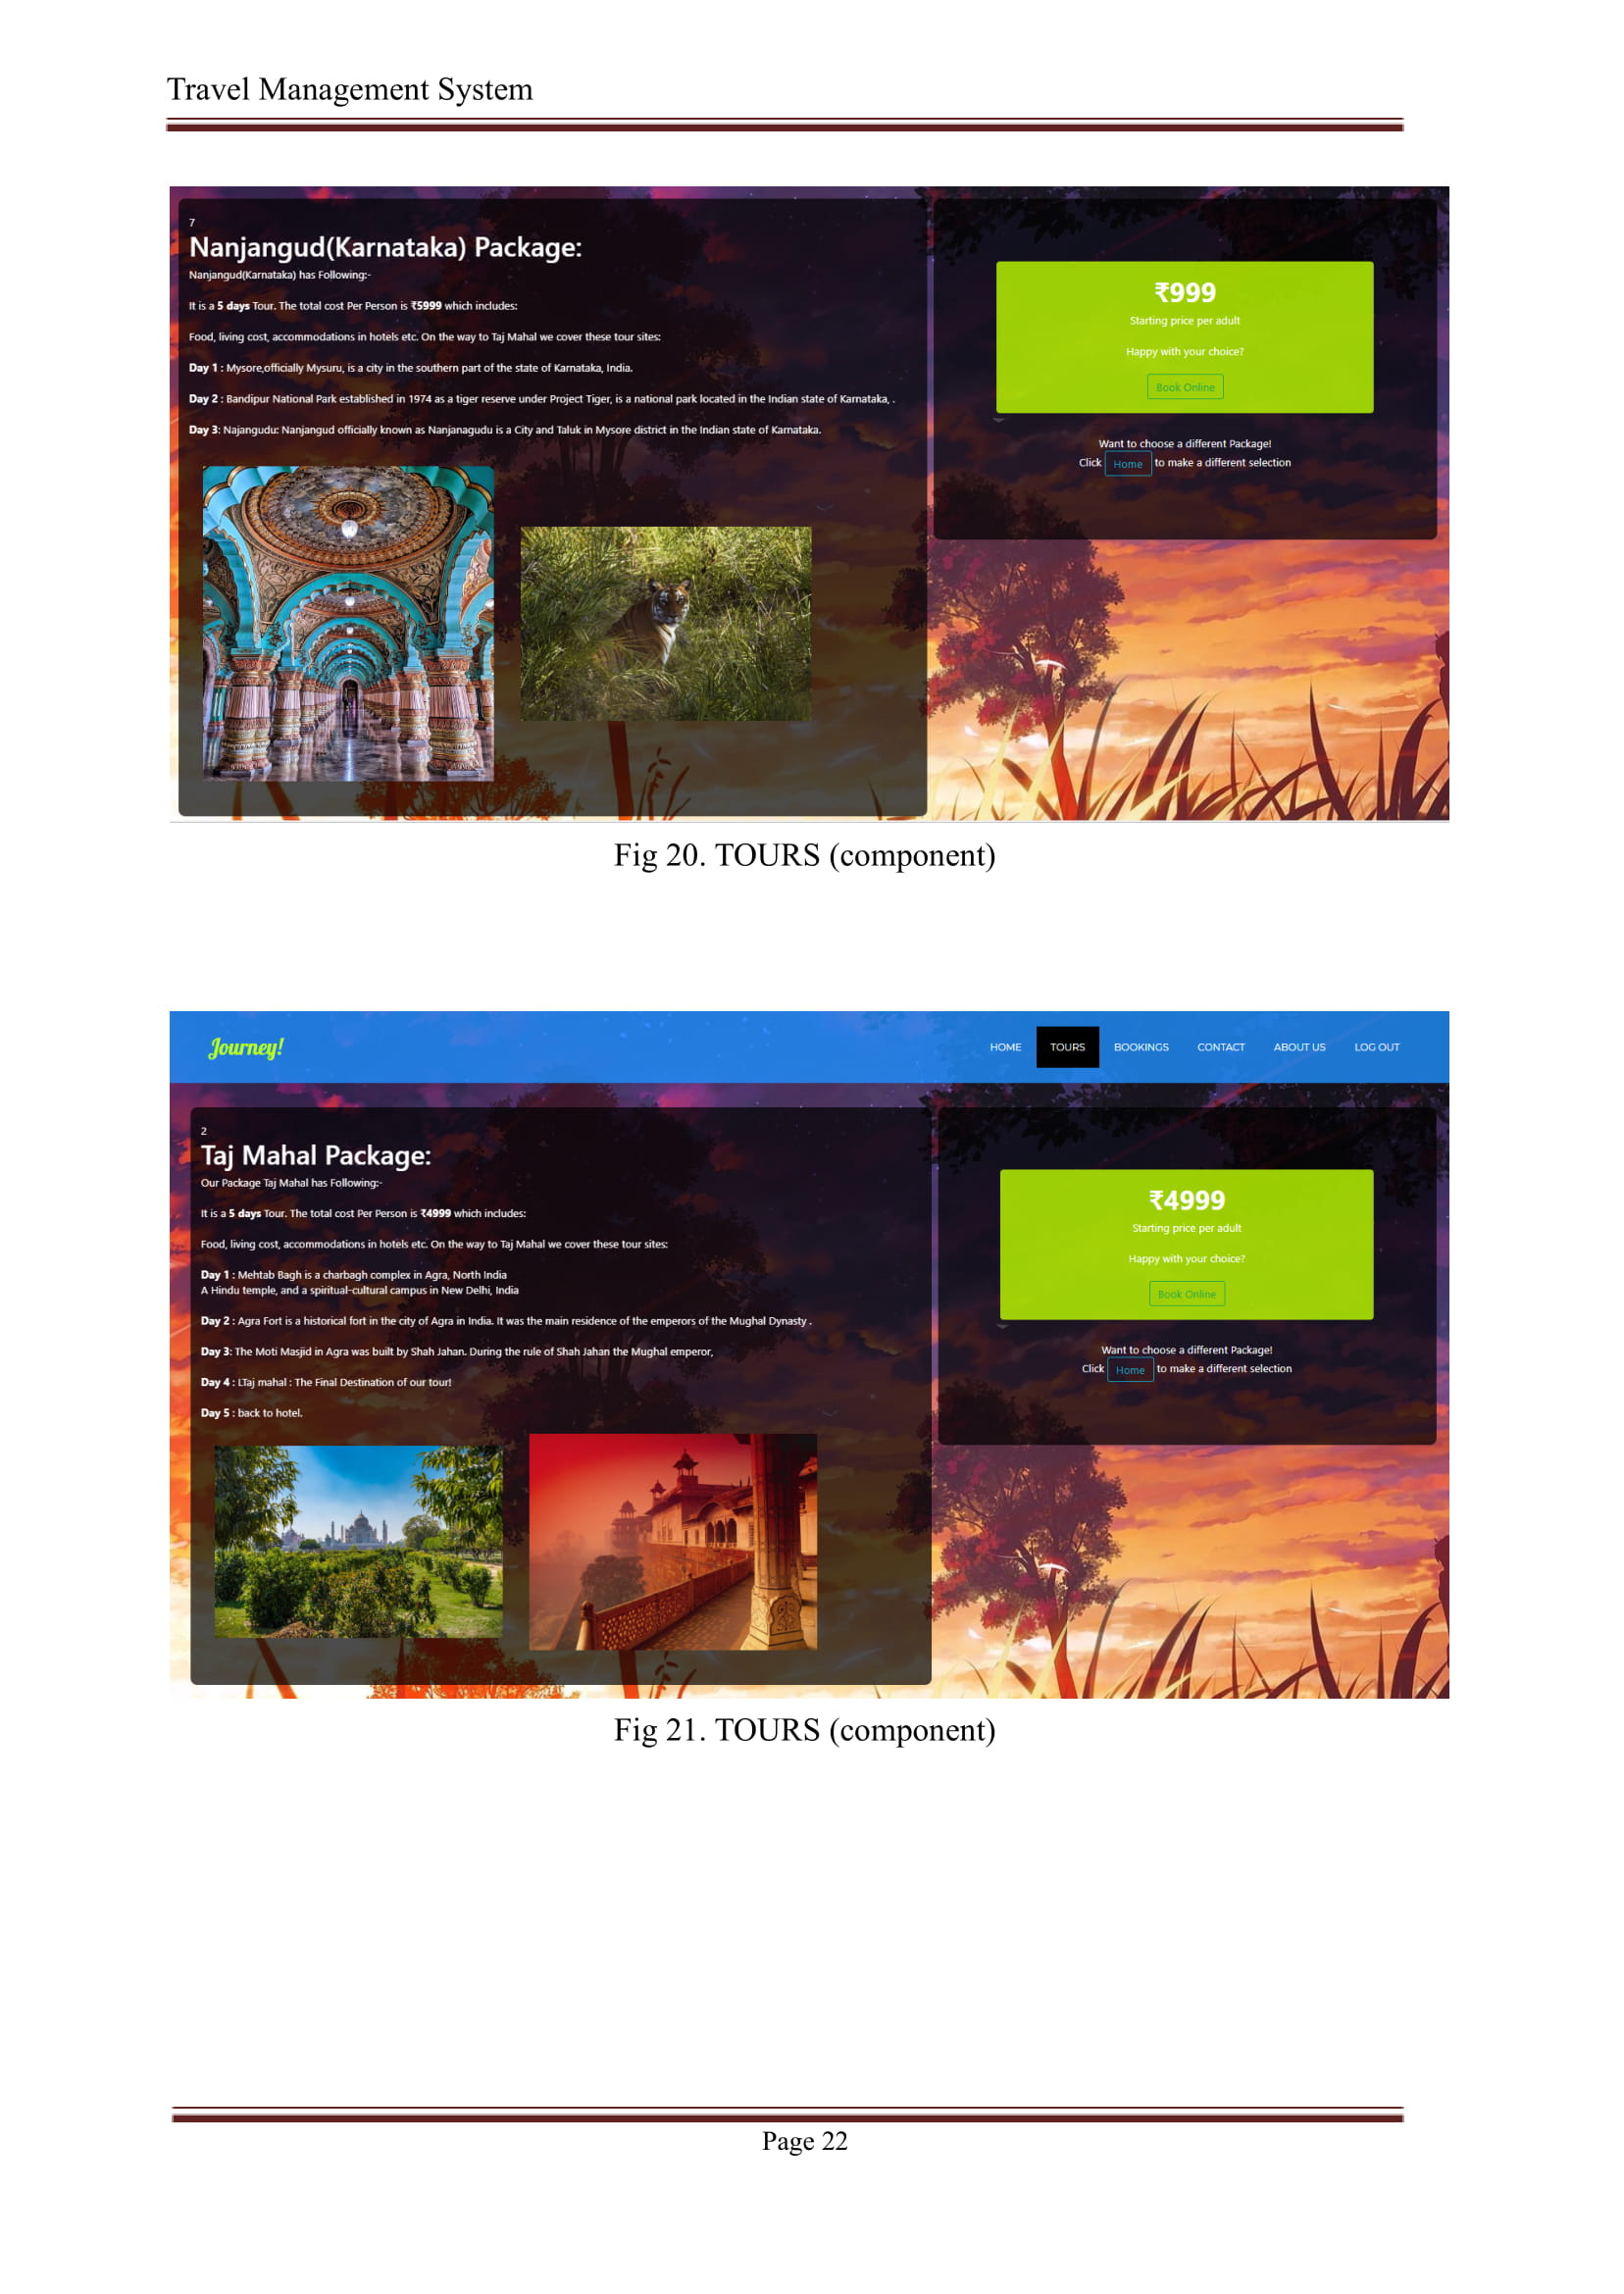 Travel Management System
7
Nanjangud(Karnataka) Package:
Nanjangud(Karnataka) has Following:-
It is a 5 days Tour. The total cost Per Person is ₹5999 which includes:
Food, living cost, accommodations in hotels etc. On the way to Taj Mahal we cover these tour sites:
Day 1 : Mysore,officially Mysuru, is a city in the southern part of the state of Karnataka, India.
Day 2 : Bandipur National Park established in 1974 as a tiger reserve under Project Tiger, is a national park located in the Indian state of Karnataka, .
Day 3: Najangudu: Nanjangud officially known as Nanjanagudu is a City and Taluk in Mysore district in the Indian state of Karnataka.
₹999
Starting price per adult
Happy with your choice?
Book Online
Want to choose a different Package!
Click Home to make a different selection
Fig 20. TOURS (component)
Journey!
HOME TOURS BOOKINGS CONTACT ABOUT US LOG OUT
2
Taj Mahal Package:
Our Package Taj Mahal has Following:-
It is a 5 days Tour. The total cost Per Person is ₹4999 which includes:
Food, living cost, accommodations in hotels etc. On the way to Taj Mahal we cover these tour sites:
Day 1 : Mehtab Bagh is a charbagh complex in Agra, North India
A Hindu temple, and a spiritual-cultural campus in New Delhi, India
Day 2 : Agra Fort is a historical fort in the city of Agra in India. It was the main residence of the emperors of the Mughal Dynasty .
Day 3: The Moti Masjid in Agra was built by Shah Jahan. During the rule of Shah Jahan the Mughal emperor,
Day 4 : LTaj mahal : The Final Destination of our tour!
Day 5 : back to hotel.
₹4999
Starting price per adult
Happy with your choice?
Book Online
Want to choose a different Package!
Click Home to make a different selection
Fig 21. TOURS (component)
Page 22